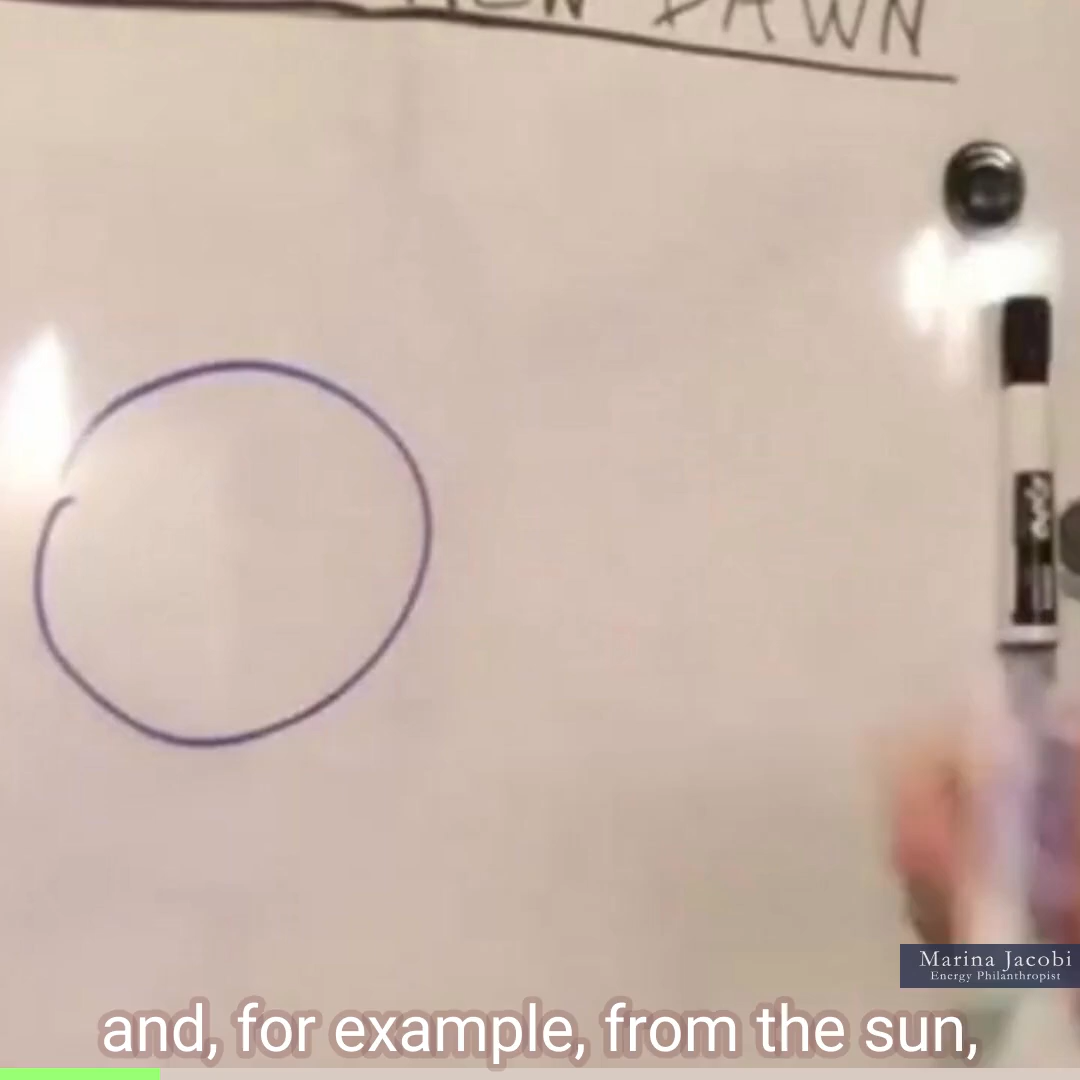 DAWN
Marina Jacobi
Energy Philanthropist
and, for example, from the sun,